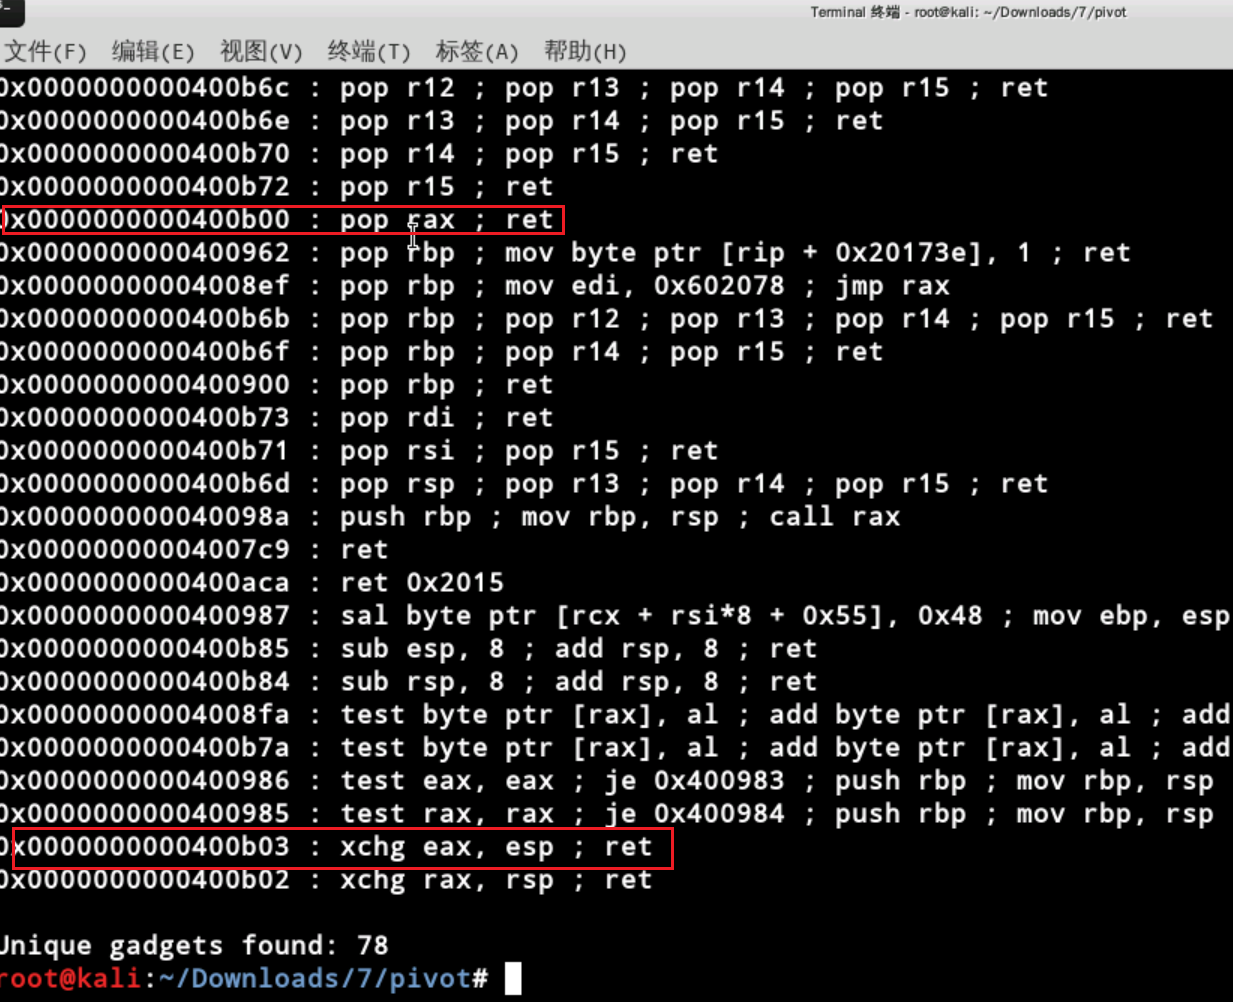 Terminal 终端 - root@kali: ~/Downloads/7/pivot
文件(F) 编辑(E) 视图(V) 终端(T) 标签(A) 帮助(H)
0x0000000000400b6c : pop r12 ; pop r13 ; pop r14 ; pop r15 ; ret
0x0000000000400b6e : pop r13 ; pop r14 ; pop r15 ; ret
0x0000000000400b70 : pop r14 ; pop r15 ; ret
0x0000000000400b72 : pop r15 ; ret
0x0000000000400b00 : pop rax ; ret
0x0000000000400962 : pop rbp ; mov byte ptr [rip + 0x20173e], 1 ; ret
0x00000000004008ef : pop rbp ; mov edi, 0x602078 ; jmp rax
0x0000000000400b6b : pop rbp ; pop r12 ; pop r13 ; pop r14 ; pop r15 ; ret
0x0000000000400b6f : pop rbp ; pop r14 ; pop r15 ; ret
0x0000000000400900 : pop rbp ; ret
0x0000000000400b73 : pop rdi ; ret
0x0000000000400b71 : pop rsi ; pop r15 ; ret
0x0000000000400b6d : pop rsp ; pop r13 ; pop r14 ; pop r15 ; ret
0x000000000040098a : push rbp ; mov rbp, rsp ; call rax
0x00000000004007c9 : ret
0x0000000000400aca : ret 0x2015
0x0000000000400987 : sal byte ptr [rcx + rsi*8 + 0x55], 0x48 ; mov ebp, esp
0x0000000000400b85 : sub esp, 8 ; add rsp, 8 ; ret
0x0000000000400b84 : sub rsp, 8 ; add rsp, 8 ; ret
0x00000000004008fa : test byte ptr [rax], al ; add byte ptr [rax], al ; add
0x0000000000400b7a : test byte ptr [rax], al ; add byte ptr [rax], al ; add
0x0000000000400986 : test eax, eax ; je 0x400983 ; push rbp ; mov rbp, rsp
0x0000000000400985 : test rax, rax ; je 0x400984 ; push rbp ; mov rbp, rsp
0x0000000000400b03 : xchg eax, esp ; ret
0x0000000000400b02 : xchg rax, rsp ; ret
Unique gadgets found: 78
root@kali:~/Downloads/7/pivot#